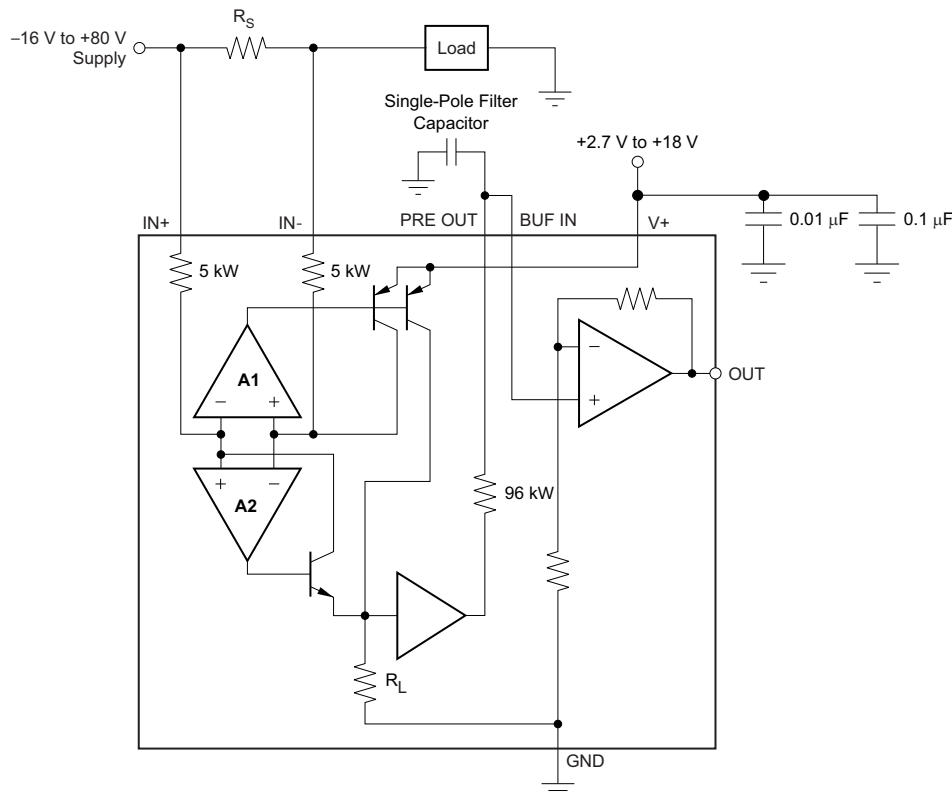 R_S
–16 V to +80 V
Supply
Load
Single-Pole Filter
Capacitor
+2.7 V to +18 V
0.01 μF
0.1 μF
IN+
IN-
PRE OUT
BUF IN
V+
5 kW
5 kW
A1
– +
– +
OUT
+ –
A2
96 kW
R_L
GND